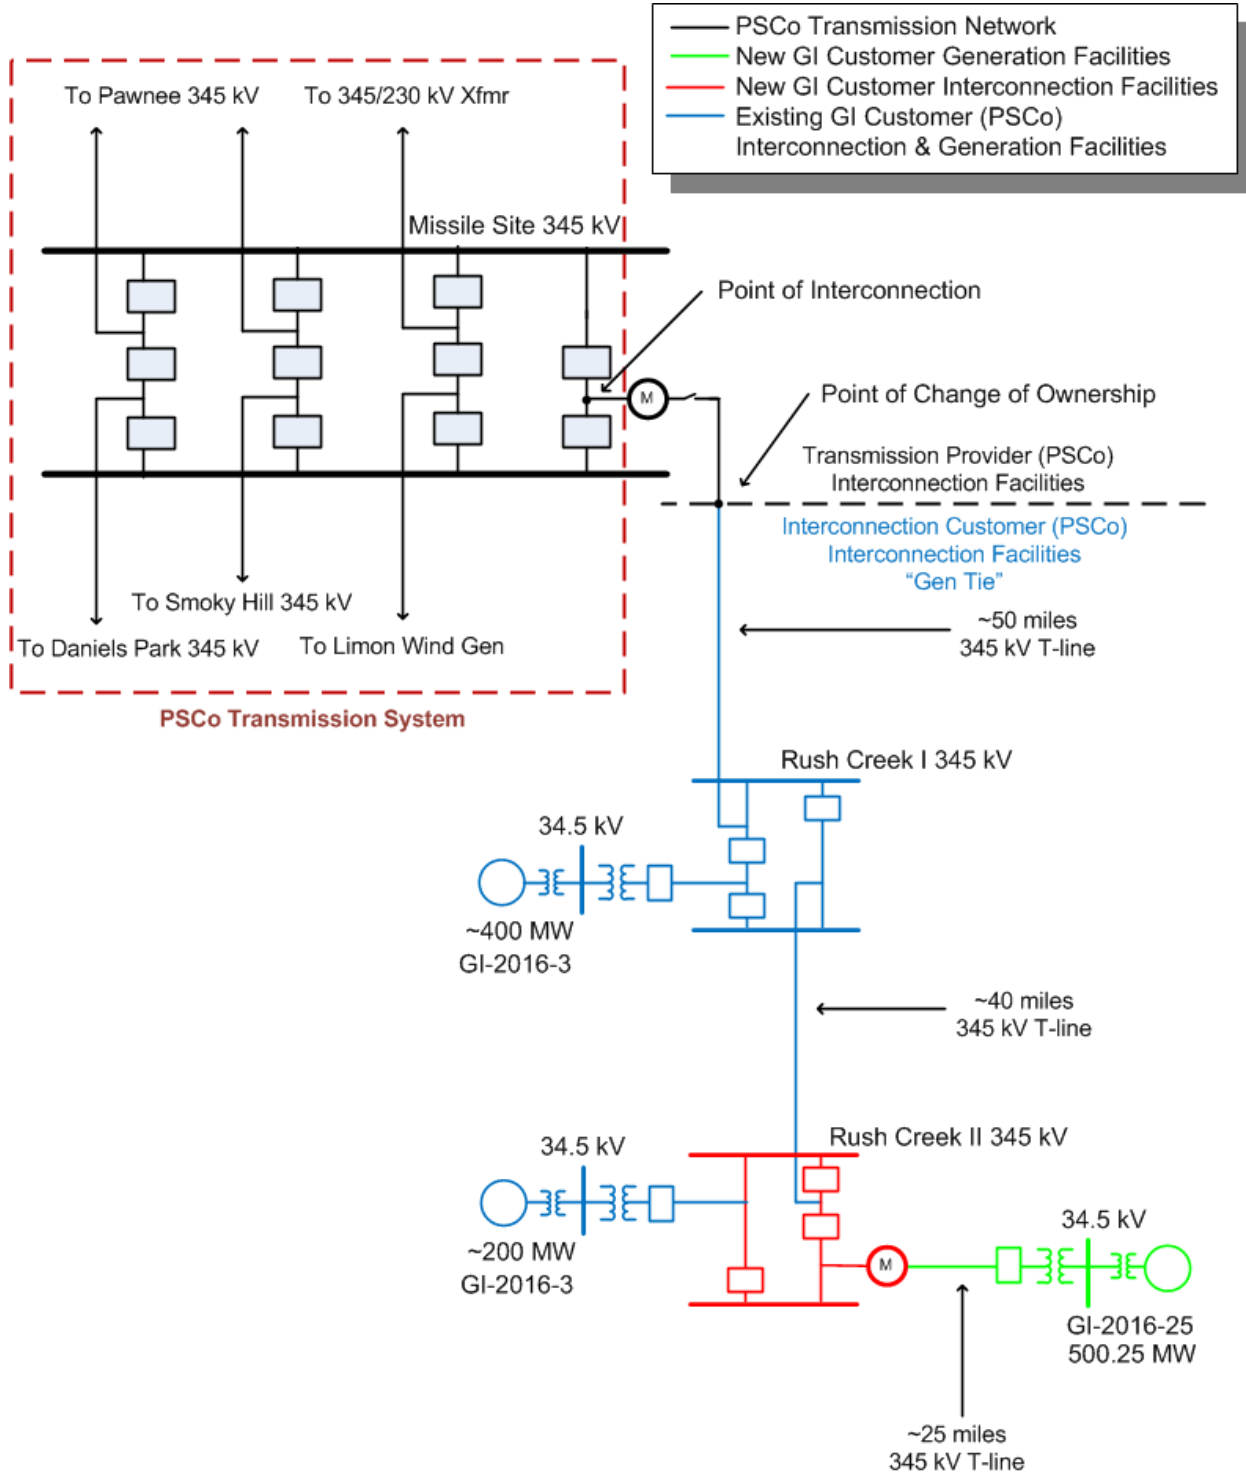 PSCo Transmission Network
New GI Customer Generation Facilities
New GI Customer Interconnection Facilities
Existing GI Customer (PSCo)
Interconnection & Generation Facilities
To Pawnee 345 kV
To 345/230 kV Xfmr
Missile Site 345 kV
Point of Interconnection
M
Point of Change of Ownership
Transmission Provider (PSCo)
Interconnection Facilities
Interconnection Customer (PSCo)
Interconnection Facilities
“Gen Tie”
To Smoky Hill 345 kV
To Daniels Park 345 kV
To Limon Wind Gen
~50 miles
345 kV T-line
PSCo Transmission System
Rush Creek I 345 kV
34.5 kV
~400 MW
GI-2016-3
~40 miles
345 kV T-line
Rush Creek II 345 kV
34.5 kV
~200 MW
GI-2016-3
M
34.5 kV
GI-2016-25
500.25 MW
~25 miles
345 kV T-line